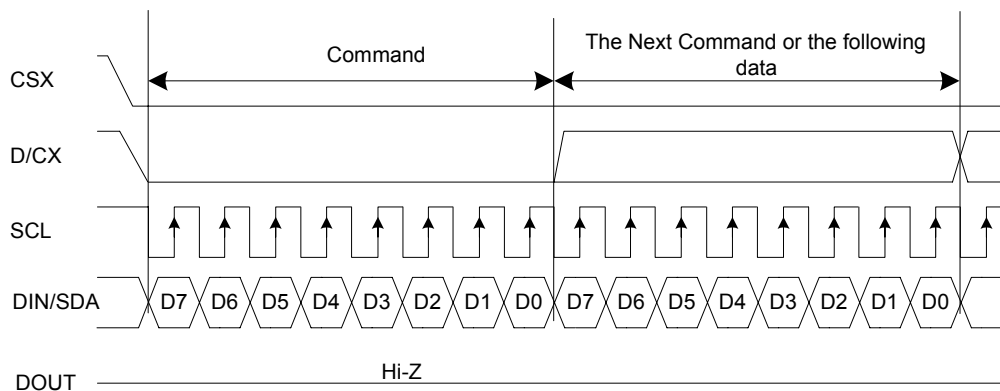 Command
The Next Command or the following
data
CSX
D/CX
SCL
DIN/SDA
D7 D6 D5 D4 D3 D2 D1 D0 D7 D6 D5 D4 D3 D2 D1 D0
Hi-Z
DOUT